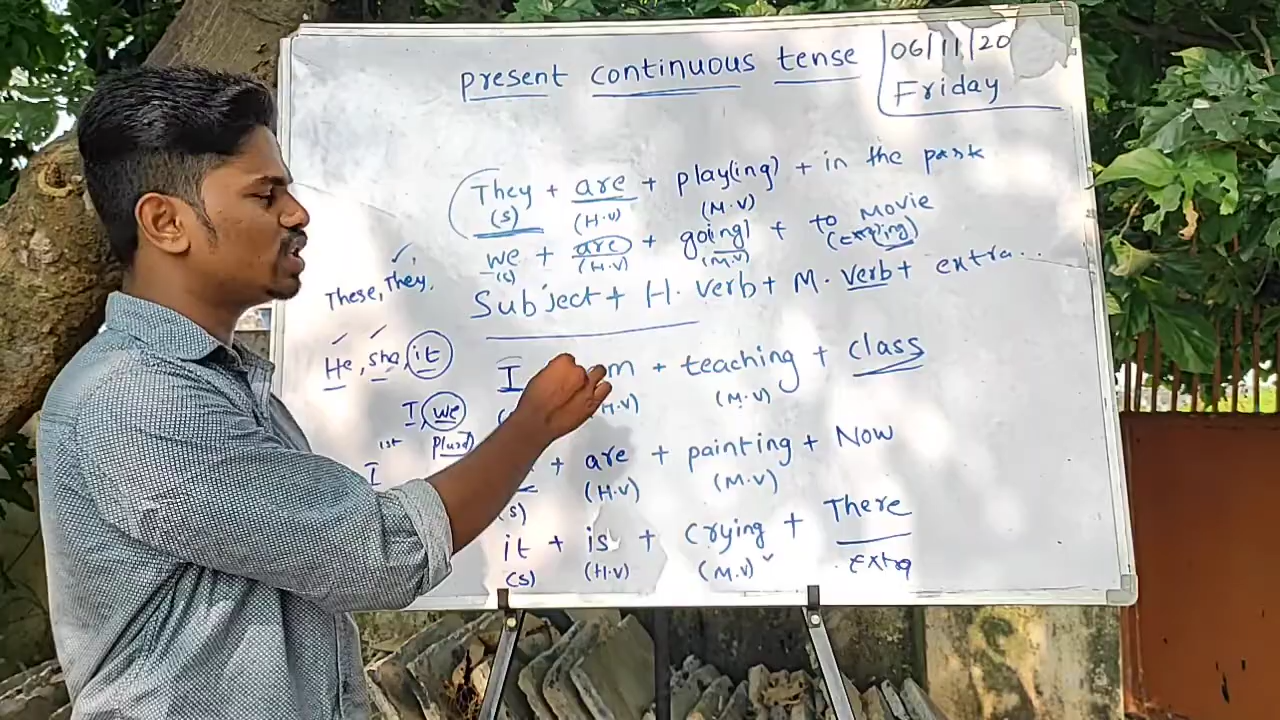 present continuous tense
06/11/20
Friday
They + are + play(ing) + in the park
(S) (H.V) (M.V)
we + are + going) + to Movie
(S) (H.V) (M.V)
These, They,
Subject + H. verb + M. verb + extra...
He, she, it
I + teaching + class
(M.V)
I, we
1st plural
+ are + painting + Now
I
(S) (H.V) (M.V)
it + is + crying + There
(S) (H.V) (M.V) extra